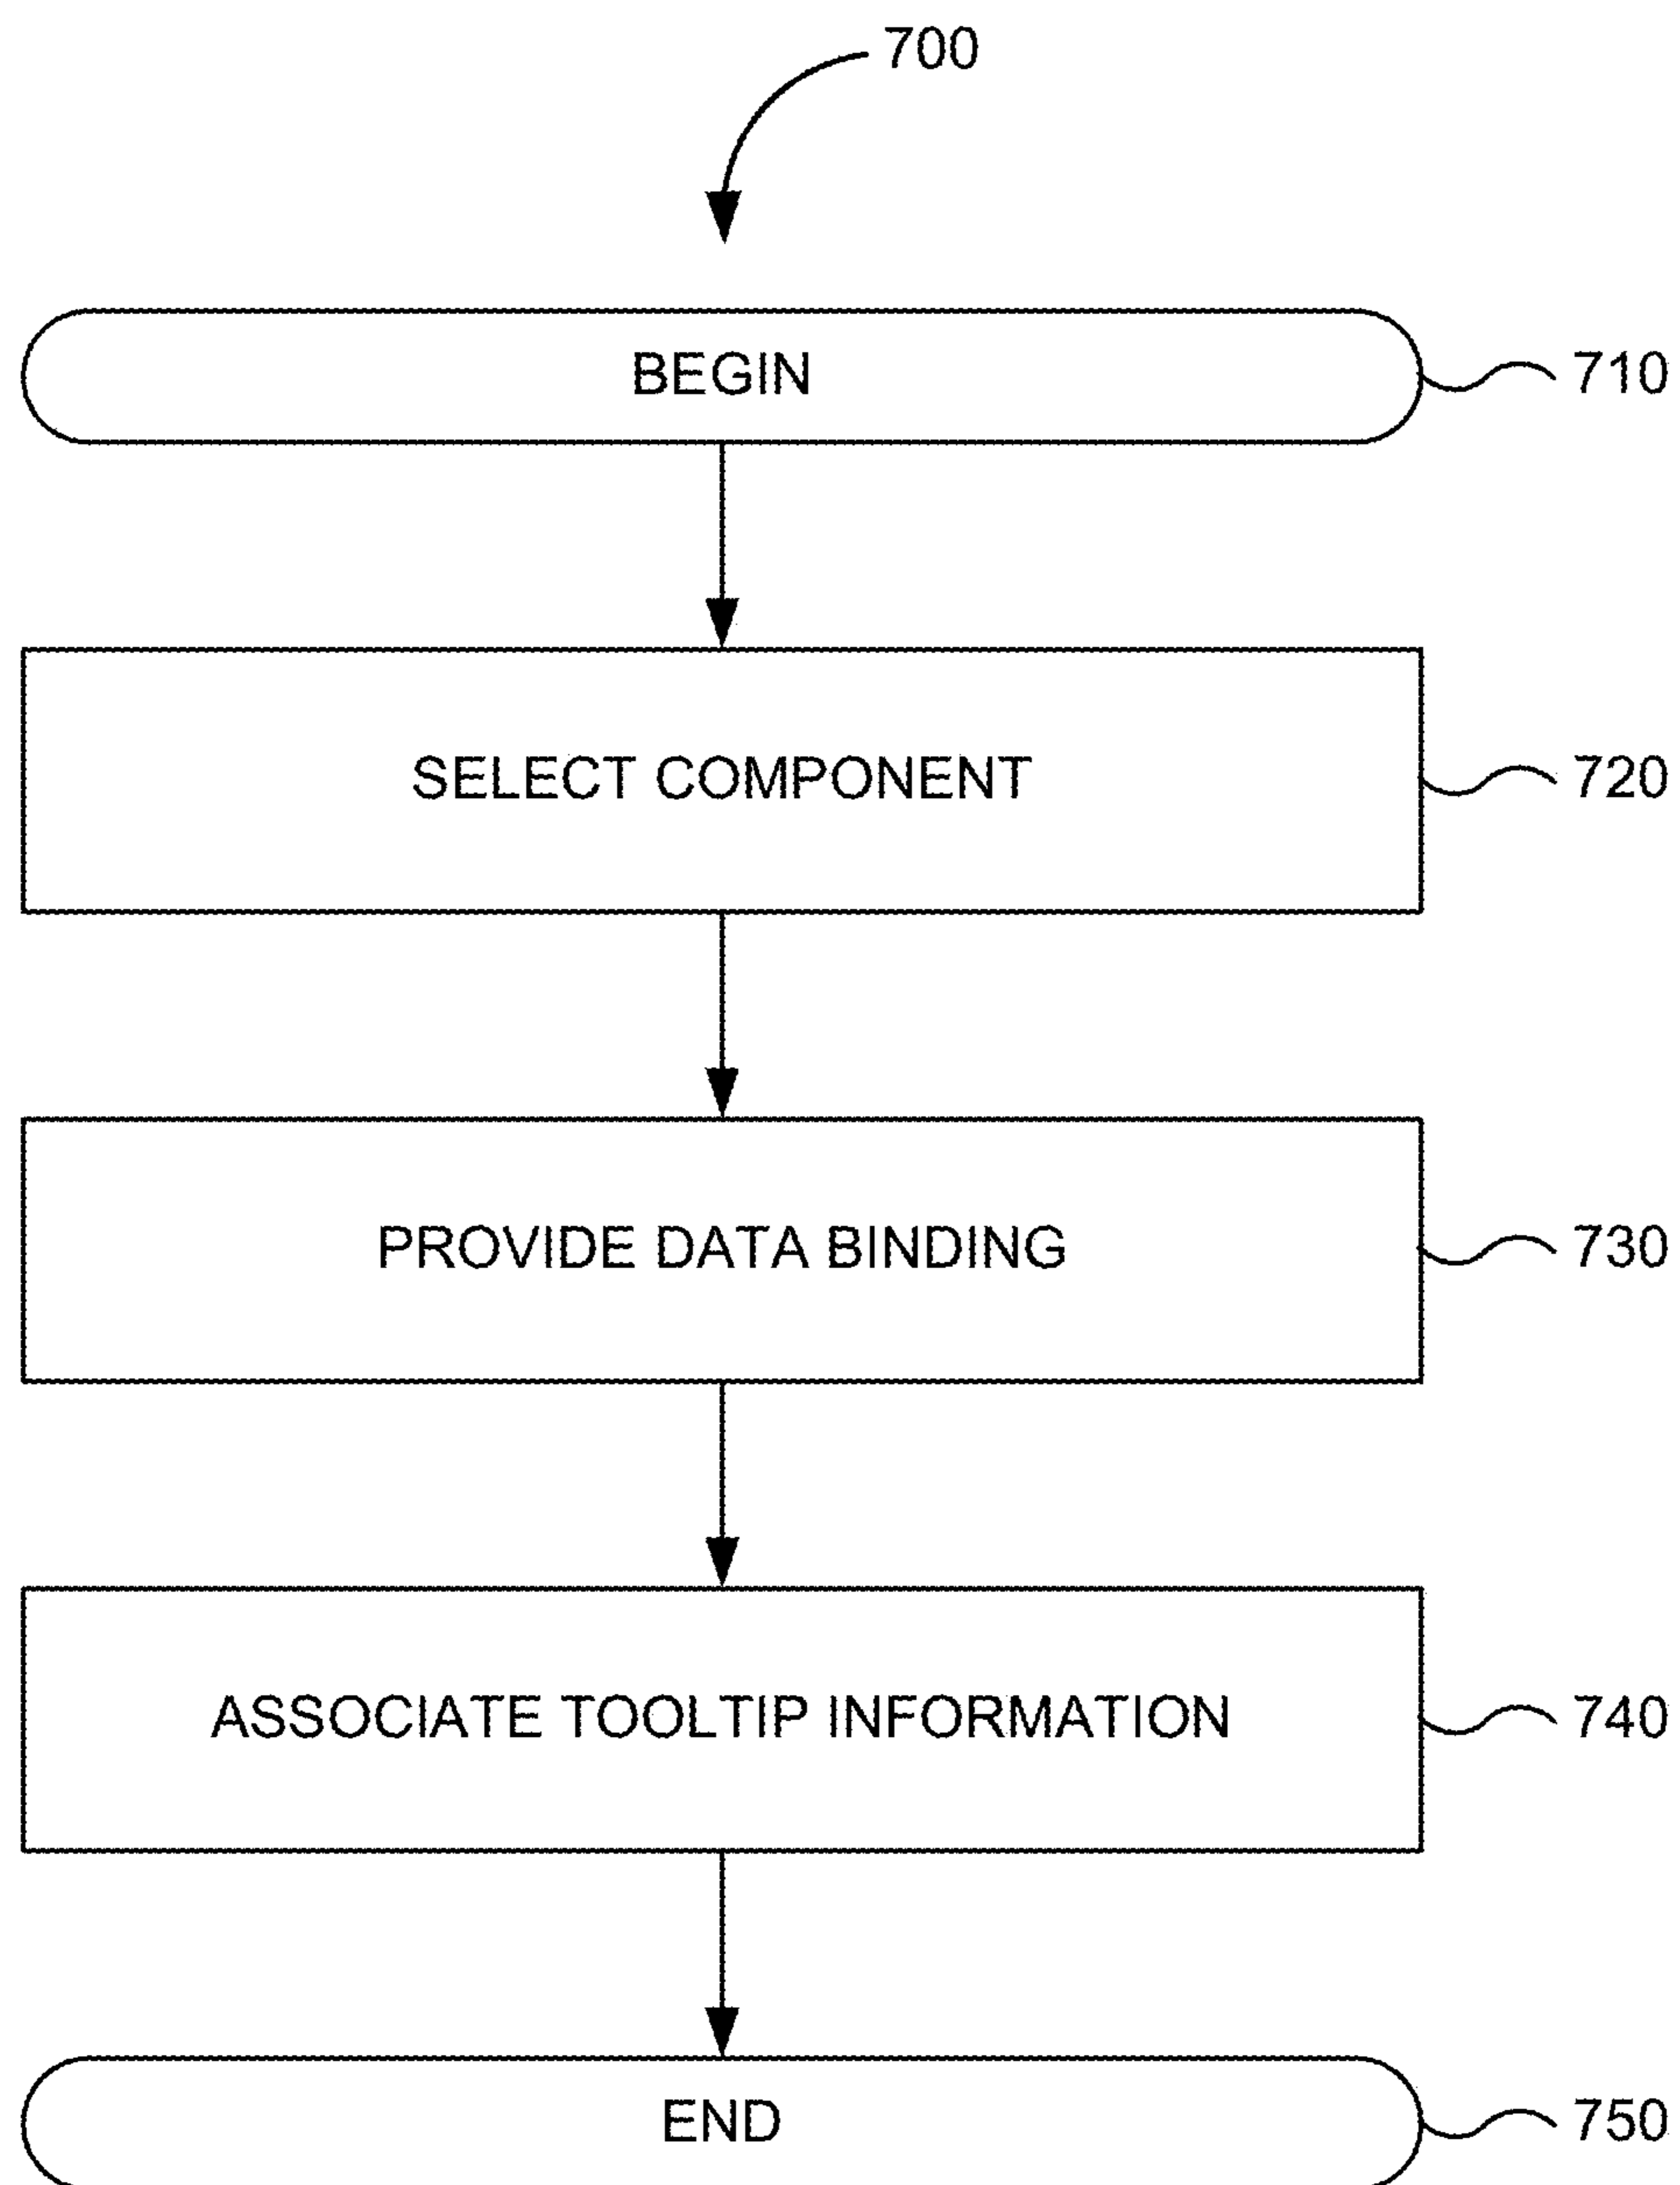 700
BEGIN
710
SELECT COMPONENT
720
PROVIDE DATA BINDING
730
ASSOCIATE TOOLTIP INFORMATION
740
END
750